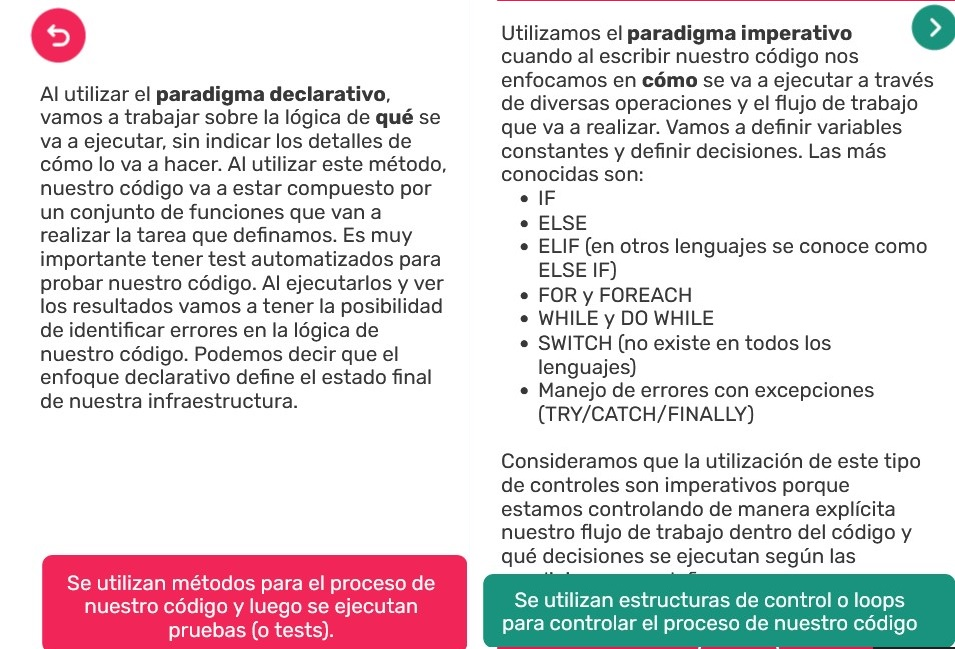 Al utilizar el paradigma declarativo,
vamos a trabajar sobre la lógica de qué se
va a ejecutar, sin indicar los detalles de
cómo lo va a hacer. Al utilizar este método,
nuestro código va a estar compuesto por
un conjunto de funciones que van a
realizar la tarea que definamos. Es muy
importante tener test automatizados para
probar nuestro código. Al ejecutarlos y ver
los resultados vamos a tener la posibilidad
de identificar errores en la lógica de
nuestro código. Podemos decir que el
enfoque declarativo define el estado final
de nuestra infraestructura.
Se utilizan métodos para el proceso de
nuestro código y luego se ejecutan
pruebas (o tests).
Utilizamos el paradigma imperativo
cuando al escribir nuestro código nos
enfocamos en cómo se va a ejecutar a través
de diversas operaciones y el flujo de trabajo
que va a realizar. Vamos a definir variables
constantes y definir decisiones. Las más
conocidas son:
• IF
• ELSE
• ELIF (en otros lenguajes se conoce como
ELSE IF)
• FOR y FOREACH
• WHILE y DO WHILE
• SWITCH (no existe en todos los
lenguajes)
• Manejo de errores con excepciones
(TRY/CATCH/FINALLY)
Consideramos que la utilización de este tipo
de controles son imperativos porque
estamos controlando de manera explícita
nuestro flujo de trabajo dentro del código y
qué decisiones se ejecutan según las
Se utilizan estructuras de control o loops
para controlar el proceso de nuestro código